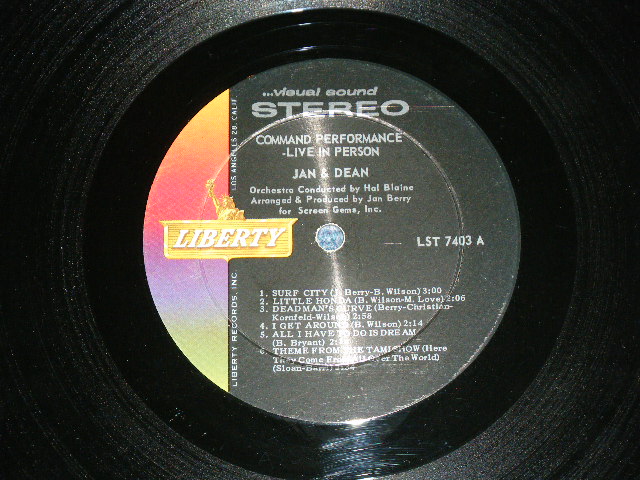 ...visual sound
STEREO
COMMAND PERFORMANCE
-LIVE IN PERSON
JAN & DEAN
Orchestra Conducted by Hal Blaine
Arranged & Produced by Jan Berry
for Screen Gems, Inc.
LIBERTY
LST 7403 A
1. SURF CITY (J. Berry-B. Wilson) 3:00
2. LITTLE HONDA (B. Wilson-M. Love) 2:06
3. DEADMAN'S CURVE (Berry-Christian-
Kornfeld-Wilson) 2:58
4. I GET AROUND (B. Wilson) 2:14
5. ALL I HAVE TO DO IS DREAM
(B. Bryant)
6. THEME FROM THE TAMI SHOW (Here
They Come From All Over The World)
(Sloan-Barri)
LIBERTY RECORDS, INC.
LOS ANGELES 28, CALIF.